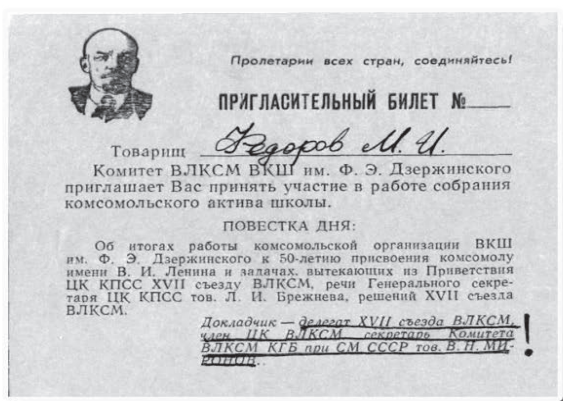 Пролетарии всех стран, соединяйтесь!
ПРИГЛАСИТЕЛЬНЫЙ БИЛЕТ №
Товарищ Федоров М. И.
Комитет ВЛКСМ ВКШ им. Ф. Э. Дзержинского
приглашает Вас принять участие в работе собрания
комсомольского актива школы.
ПОВЕСТКА ДНЯ:
Об итогах работы комсомольской организации ВКШ
им. Ф. Э. Дзержинского к 50-летию присвоения комсомолу
имени В. И. Ленина и задачах, вытекающих из Приветствия
ЦК КПСС XVII съезду ВЛКСМ, речи Генерального секре-
таря ЦК КПСС тов. Л. И. Брежнева, решений XVII съезда
ВЛКСМ.
Докладчик — делегат XVII съезда ВЛКСМ,
член ЦК ВЛКСМ секретарь Комитета
ВЛКСМ КГБ при СМ СССР тов. В. Н. МИ-
РОНОВ. !